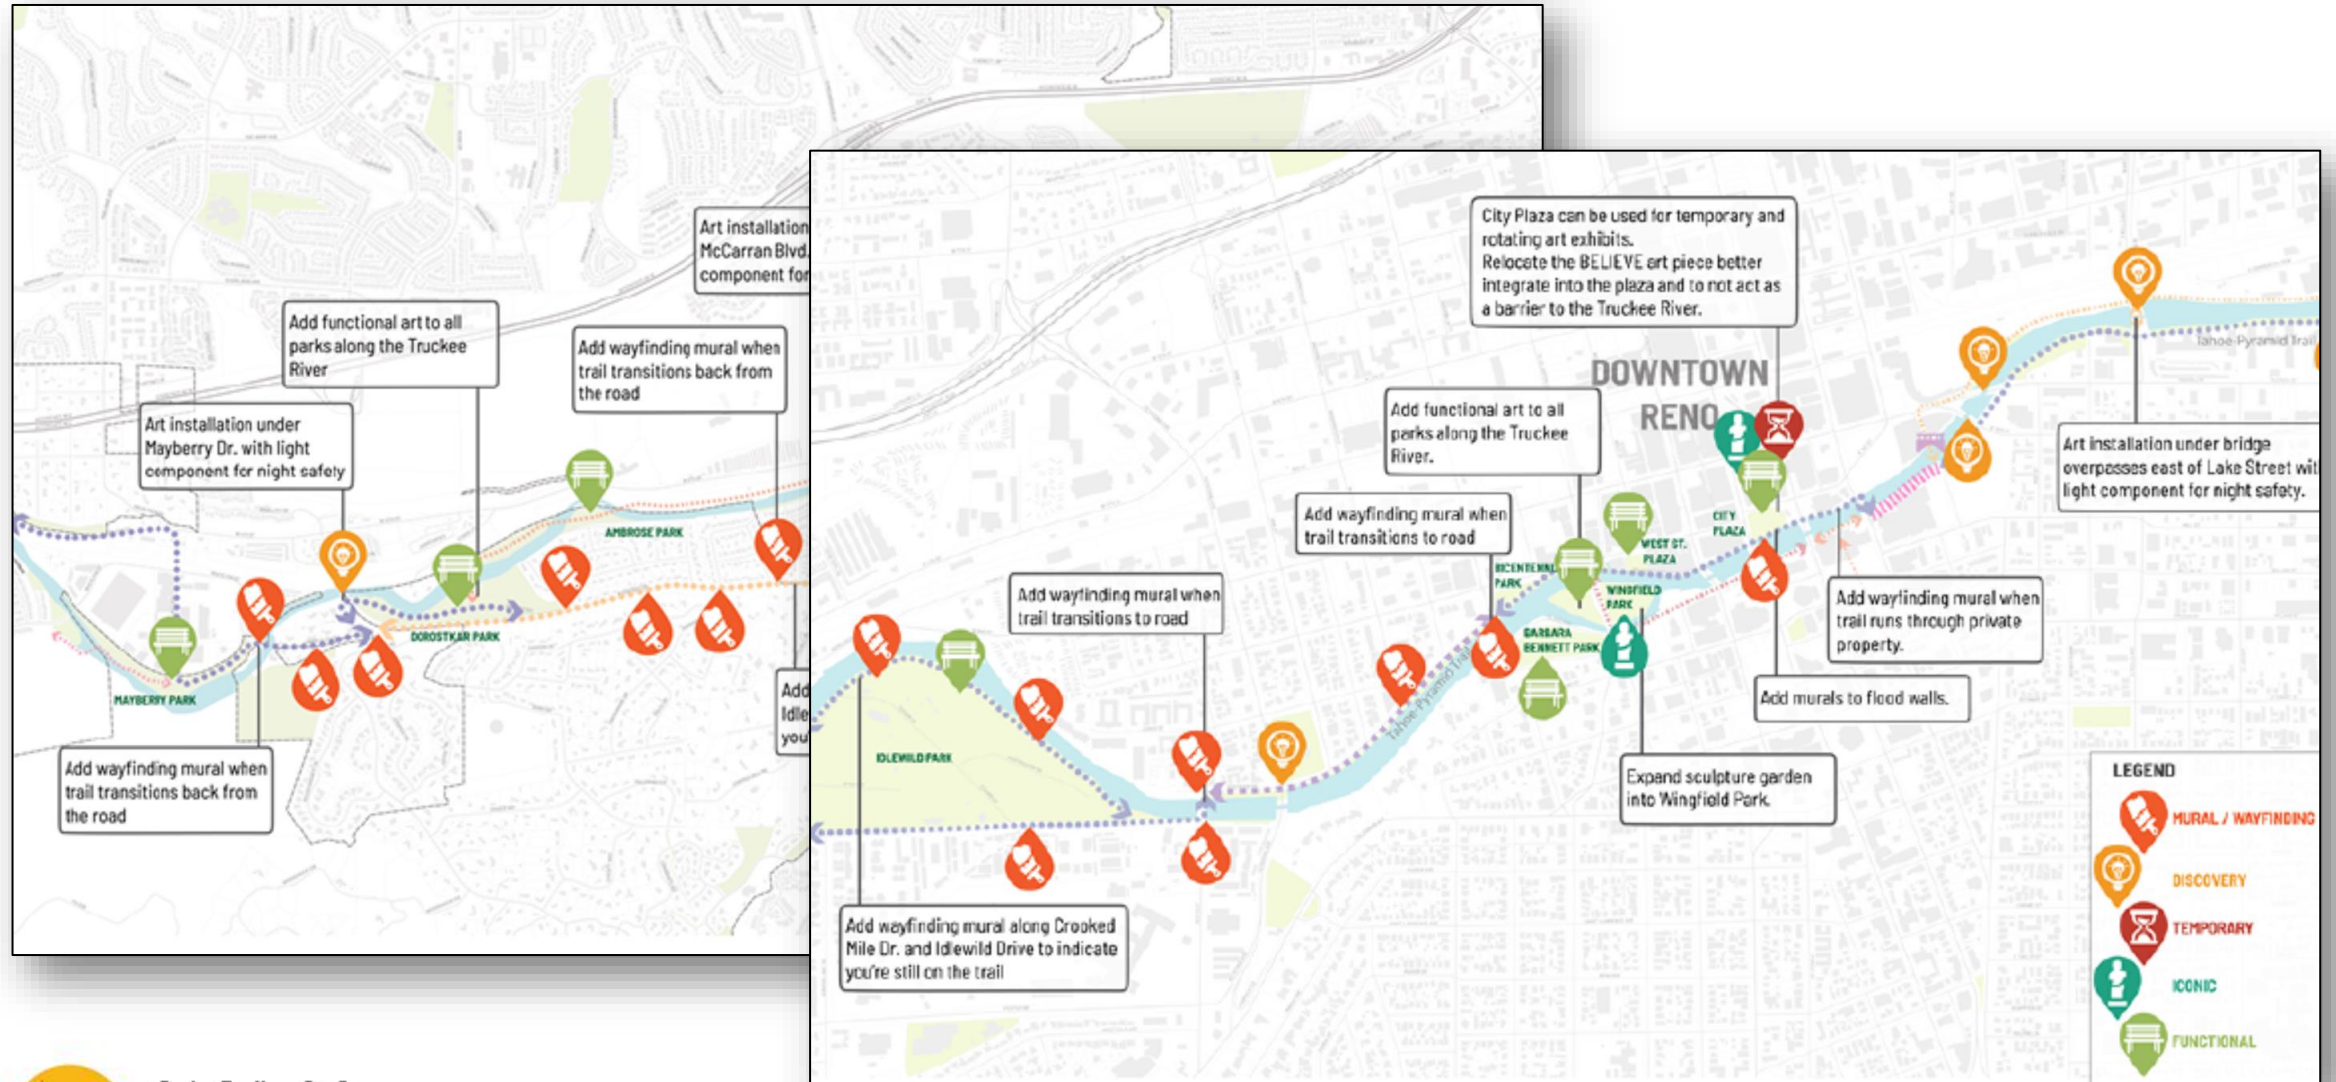 Art installation
McCarran Blvd.
component for
Add functional art to all
parks along the Truckee
River
Add wayfinding mural when
trail transitions back from
the road
Art installation under
Mayberry Dr. with light
component for night safety
AMBROSE PARK
DOROSTKAR PARK
MAYBERRY PARK
Add wayfinding mural when
trail transitions back from
the road
Add
Idle
you'
City Plaza can be used for temporary and
rotating art exhibits.
Relocate the BELIEVE art piece better
integrate into the plaza and to not act as
a barrier to the Truckee River.
DOWNTOWN
RENO
Add functional art to all
parks along the Truckee
River.
Add wayfinding mural when
trail transitions to road
Add wayfinding mural when
trail transitions to road
Tahoe-Pyramid Trail
Art installation under bridge
overpasses east of Lake Street wit
light component for night safety.
CITY
PLAZA
WEST ST.
PLAZA
BICENTENNIAL
PARK
WINGFIELD
PARK
BARBARA
BENNETT PARK
Tahoe-Pyramid Trail
IDLEWILD PARK
Add wayfinding mural when
trail runs through private
property.
Add murals to flood walls.
Expand sculpture garden
into Wingfield Park.
Add wayfinding mural along Crooked
Mile Dr. and Idlewild Drive to indicate
you're still on the trail
LEGEND
MURAL / WAYFINDING
DISCOVERY
TEMPORARY
ICONIC
FUNCTIONAL